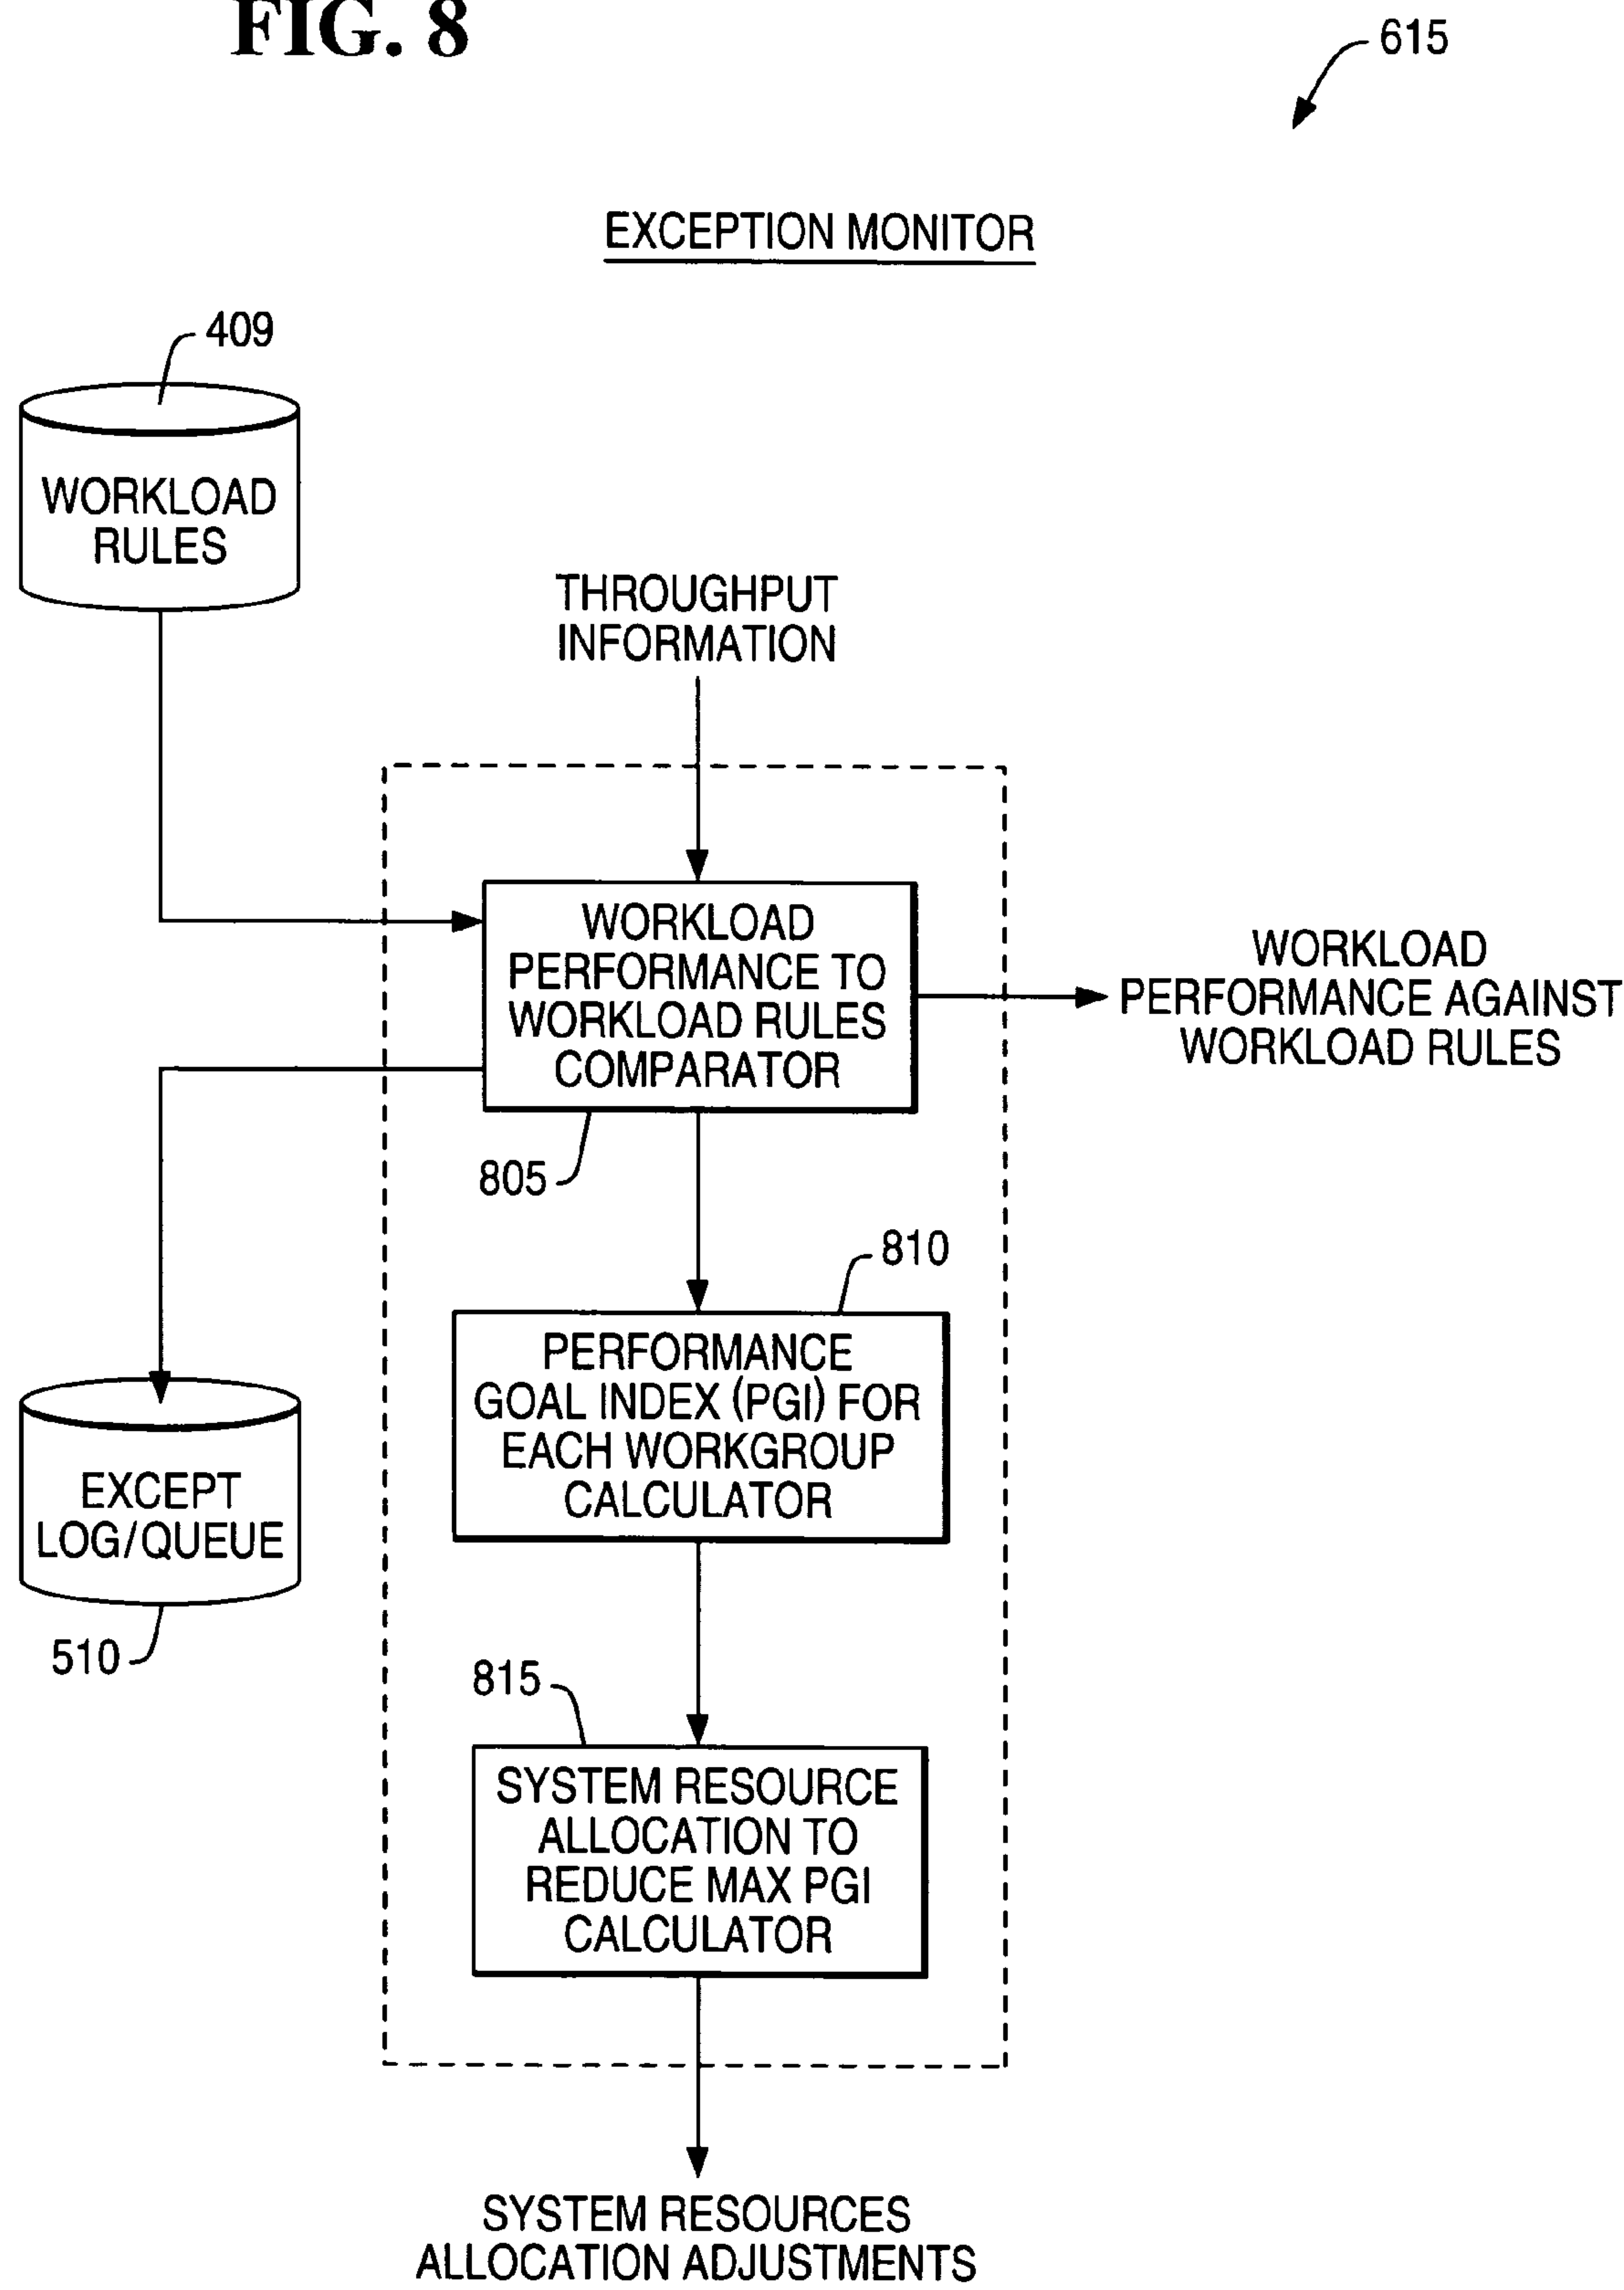 FIG. 8
615
EXCEPTION MONITOR
409
WORKLOAD
RULES
THROUGHPUT
INFORMATION
WORKLOAD
PERFORMANCE TO
WORKLOAD RULES
COMPARATOR
WORKLOAD
PERFORMANCE AGAINST
WORKLOAD RULES
805
810
PERFORMANCE
GOAL INDEX (PGI) FOR
EACH WORKGROUP
CALCULATOR
EXCEPT
LOG/QUEUE
510
815
SYSTEM RESOURCE
ALLOCATION TO
REDUCE MAX PGI
CALCULATOR
SYSTEM RESOURCES
ALLOCATION ADJUSTMENTS